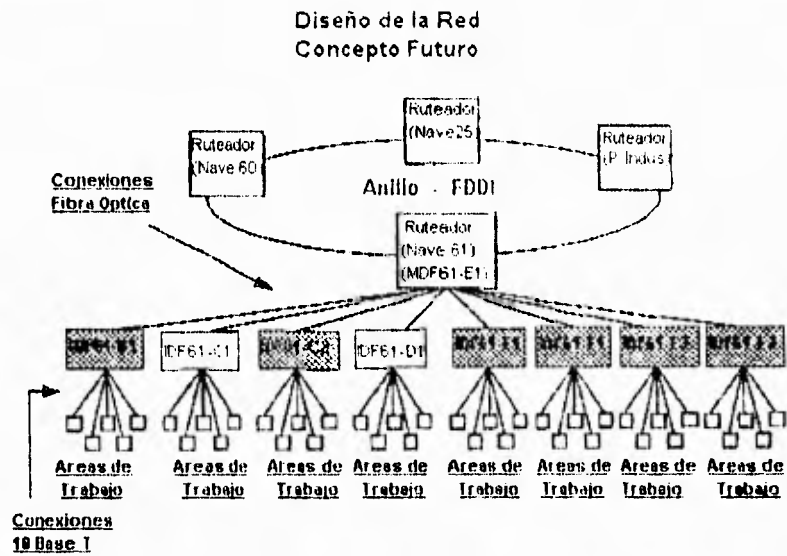 Diseño de la Red
Concepto Futuro
Ruteador
(Nave25
Ruteador
(Nave 60
Ruteador
(P. Indus
Conexiones
Fibra Optica
Anillo - FDDI
Ruteador
(Nave 61)
(MDF61-E1)
IDF61-C1
IDF61-D1
Areas de
Trabajo
Areas de
Trabajo
Areas de
Trabajo
Areas de
Trabajo
Areas de
Trabajo
Areas de
Trabajo
Areas de
Trabajo
Areas de
Trabajo
Conexiones
10 Base T